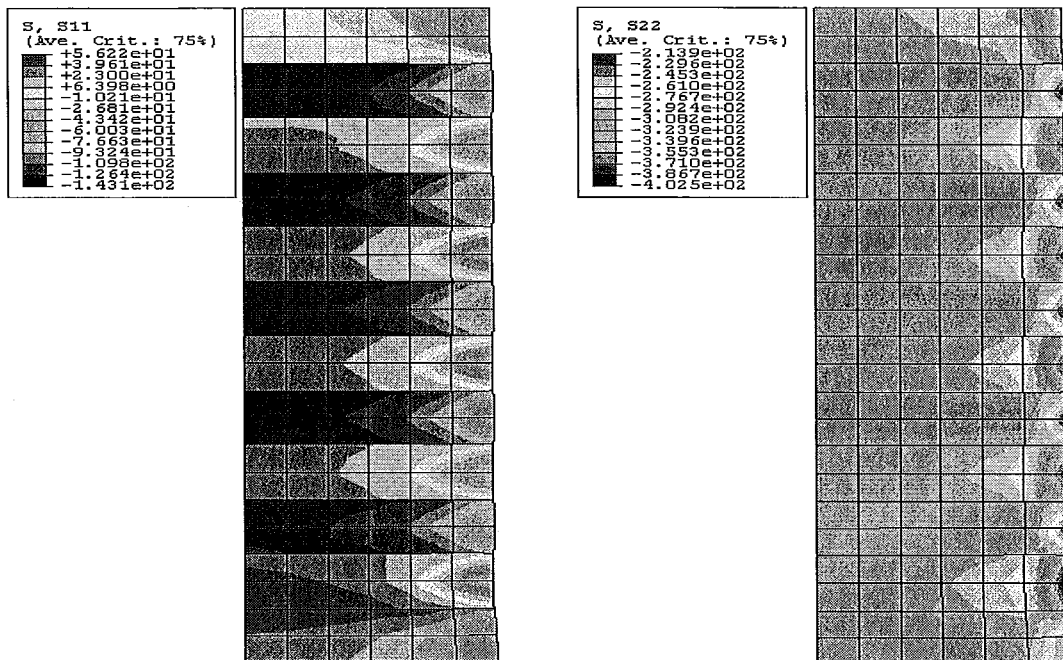 S, S11
(Ave. Crit.: 75%)
+5.622e+01
+3.961e+01
+2.300e+01
+6.398e+00
-1.021e+01
-2.681e+01
-4.342e+01
-6.003e+01
-7.663e+01
-9.324e+01
-1.098e+02
-1.264e+02
-1.431e+02
S, S22
(Ave. Crit.: 75%)
-2.139e+02
-2.296e+02
-2.453e+02
-2.610e+02
-2.767e+02
-2.924e+02
-3.082e+02
-3.239e+02
-3.396e+02
-3.553e+02
-3.710e+02
-3.867e+02
-4.025e+02